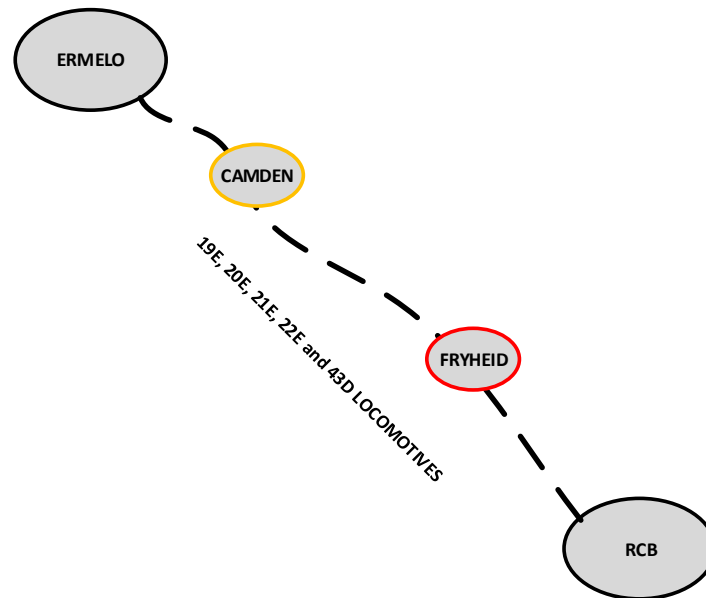 ERMELO
CAMDEN
19E, 20E, 21E, 22E and 43D LOCOMOTIVES
FRYHEID
RCB